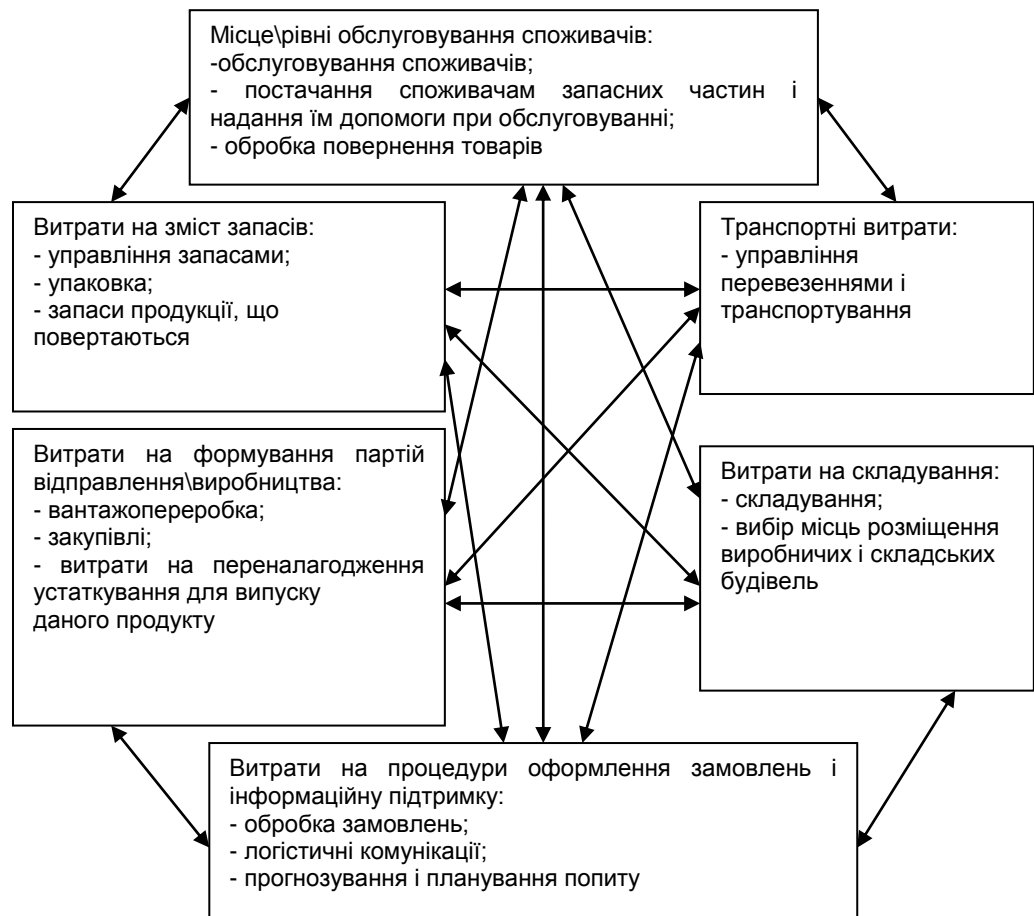 Місце\рівні обслуговування споживачів:
-обслуговування споживачів;
- постачання споживачам запасних частин і
надання їм допомоги при обслуговуванні;
- обробка повернення товарів
Витрати на зміст запасів:
- управління запасами;
- упаковка;
- запаси продукції, що
повертаються
Транспортні витрати:
- управління
перевезеннями і
транспортування
Витрати на формування партій
відправлення\виробництва:
- вантажопереробка;
- закупівлі;
- витрати на переналагодження
устаткування для випуску
даного продукту
Витрати на складування:
- складування;
- вибір місць розміщення
виробничих і складських
будівель
Витрати на процедури оформлення замовлень і
інформаційну підтримку:
- обробка замовлень;
- логістичні комунікації;
- прогнозування і планування попиту